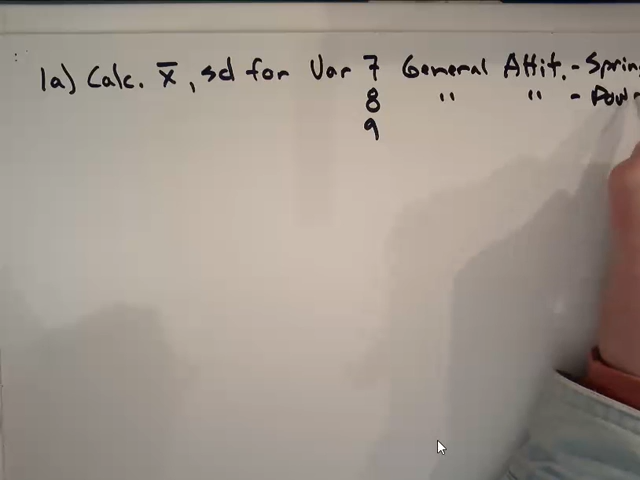 1a) Calc. x̄, sd for Var 7 General Attit. - Sprin
8 " " -
9